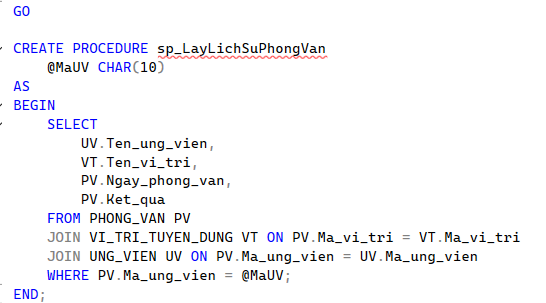 GO
CREATE PROCEDURE sp_LayLichSuPhongVan
@MaUV CHAR(10)
AS
BEGIN
SELECT
UV.Ten_ung_vien,
VT.Ten_vi_tri,
PV.Ngay_phong_van,
PV.Ket_qua
FROM PHONG_VAN PV
JOIN VI_TRI_TUYEN_DUNG VT ON PV.Ma_vi_tri = VT.Ma_vi_tri
JOIN UNG_VIEN UV ON PV.Ma_ung_vien = UV.Ma_ung_vien
WHERE PV.Ma_ung_vien = @MaUV;
END;